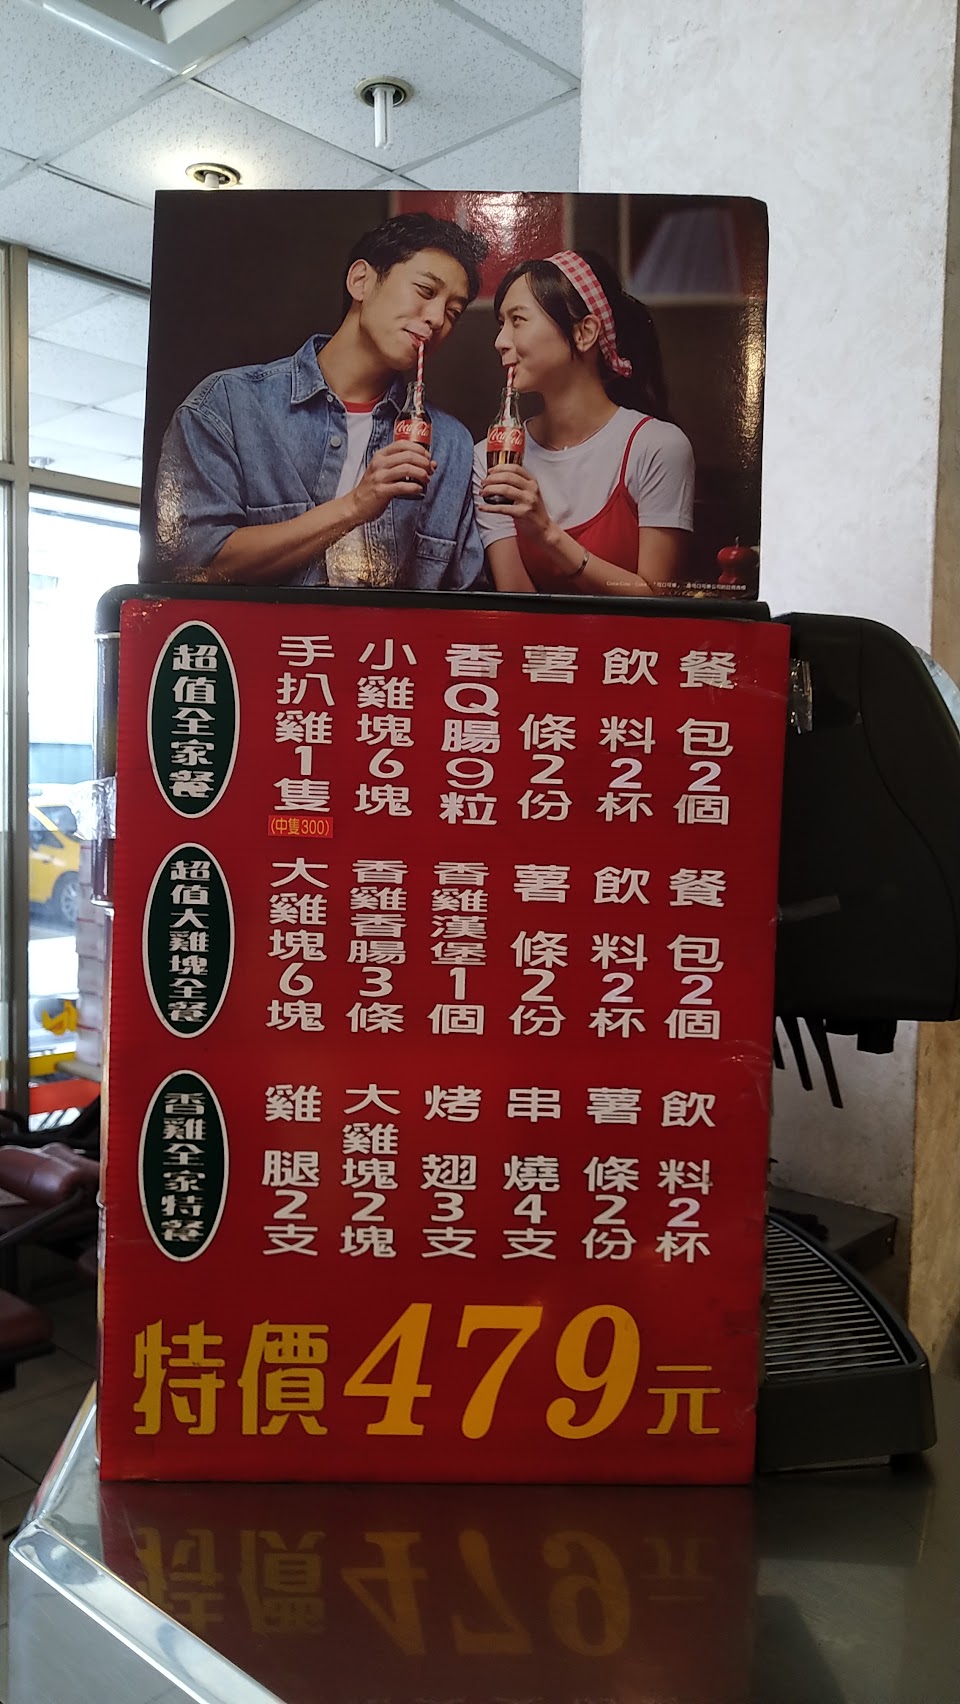 Coca-Cola
Coca-Cola
超值全家餐
手扒雞1隻
(中隻300)
小雞塊6塊
香Q腸9粒
薯條2份
飲料2杯
餐包2個
超值大雞塊全餐
大雞塊6塊
香雞香腸3條
香雞漢堡1個
薯條2份
飲料2杯
餐包2個
香雞全家特餐
雞腿2支
大雞塊2塊
烤翅3支
串燒4支
薯條2份
飲料2杯
特價479元